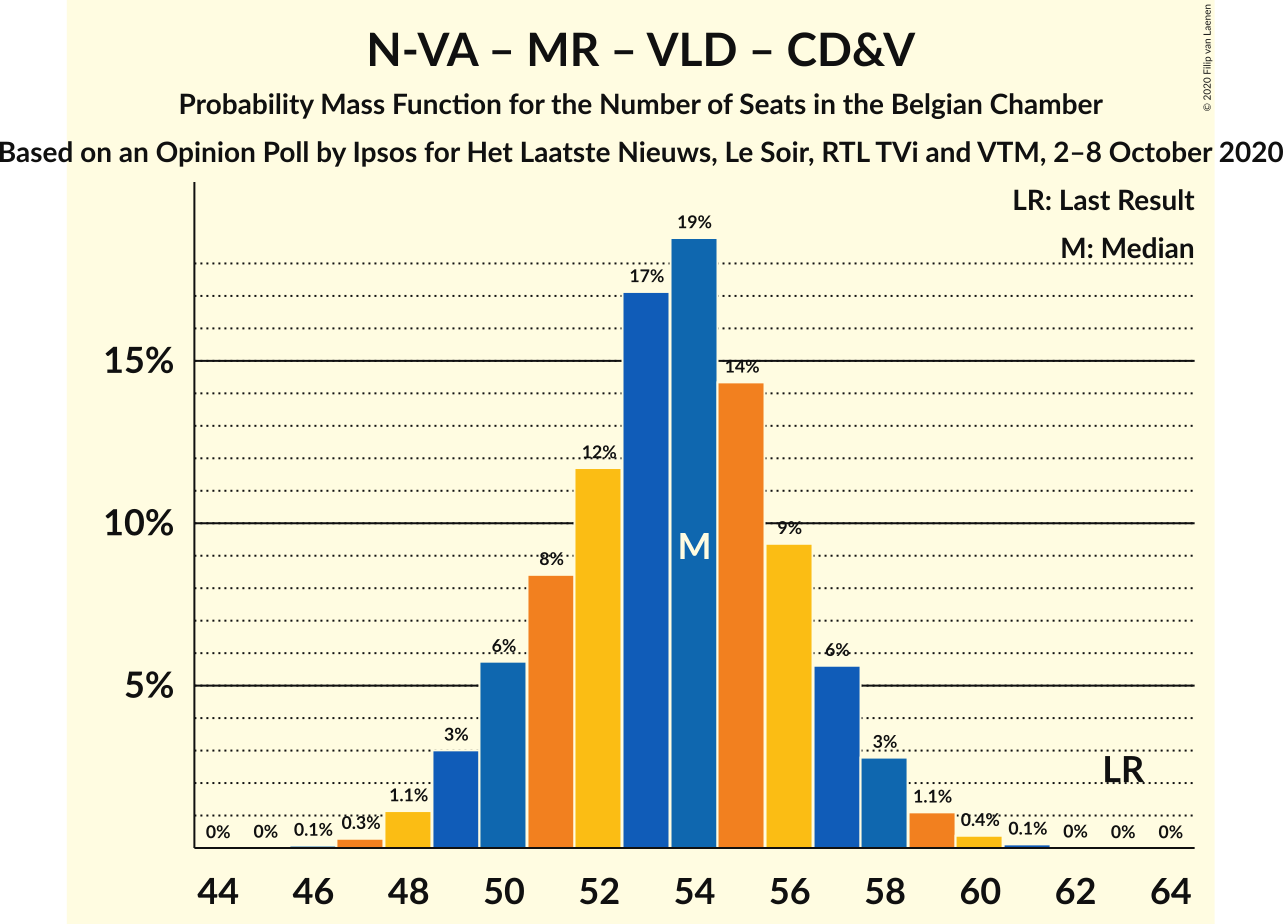 N-VA – MR – VLD – CD&V
Probability Mass Function for the Number of Seats in the Belgian Chamber
Based on an Opinion Poll by Ipsos for Het Laatste Nieuws, Le Soir, RTL TVi and VTM, 2–8 October 2020
© 2020 Filip van Laenen
LR: Last Result
M: Median
19%
17%
15%
14%
12%
10%
9%
M
8%
6%
6%
5%
3%
3%
LR
1.1%
1.1%
0% 0% 0.1% 0.3% 0.4% 0.1% 0% 0% 0%
44 46 48 50 52 54 56 58 60 62 64